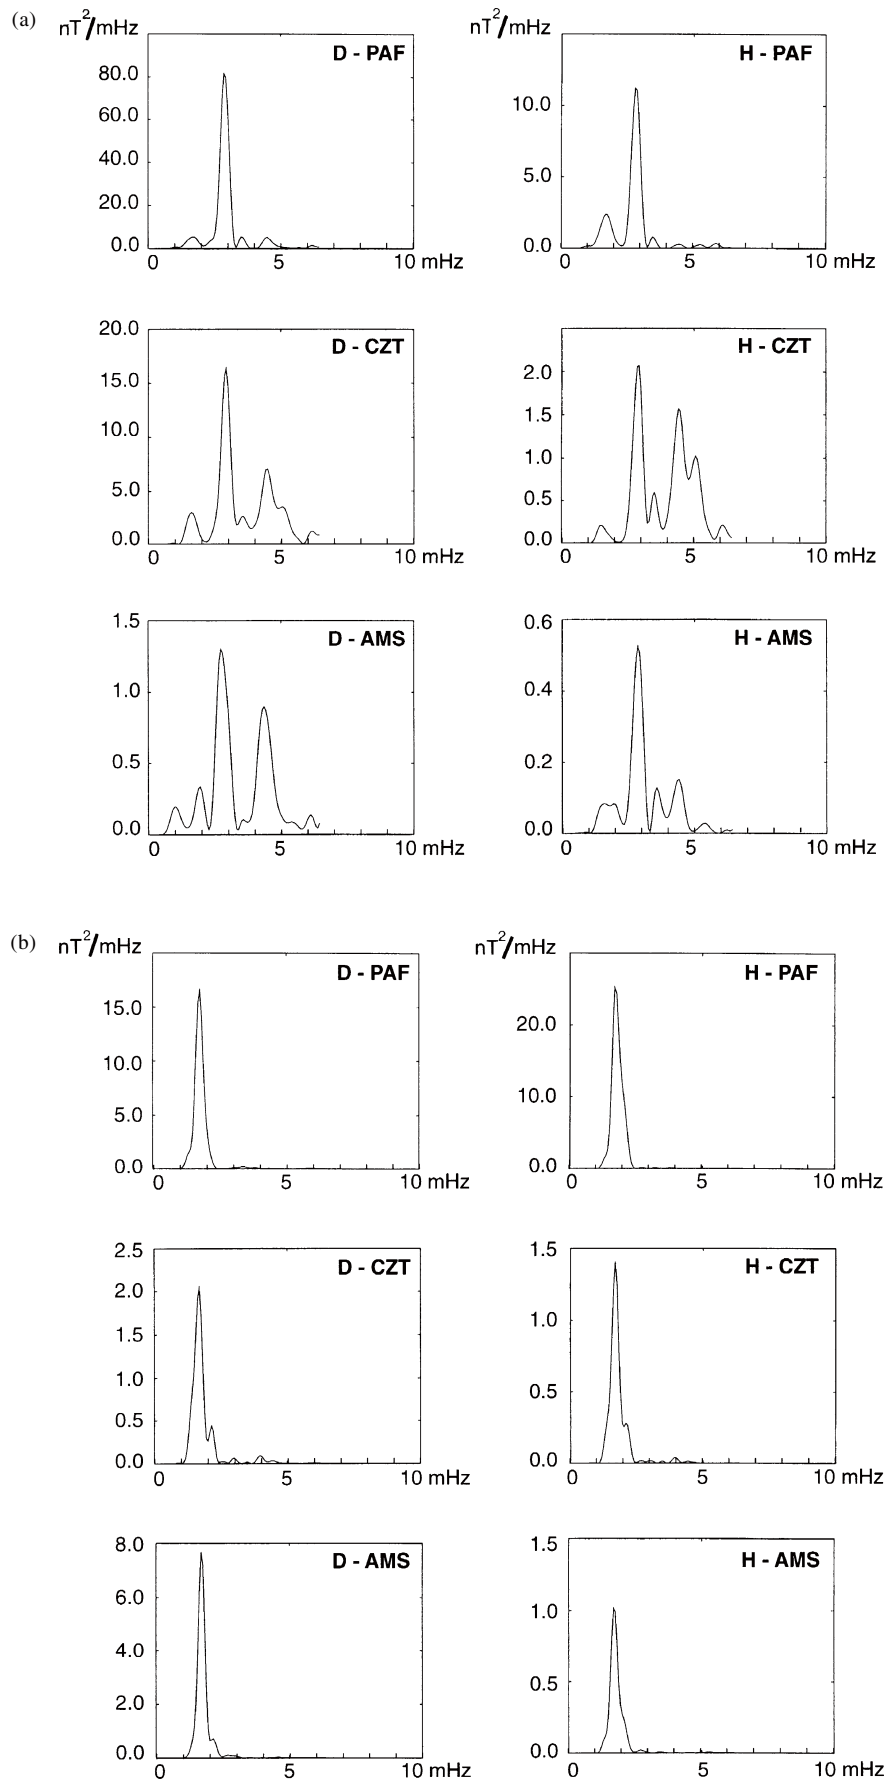 (a)
nT²/mHz
D - PAF
80.0
60.0
40.0
20.0
0.0
0 5 10 mHz
nT²/mHz
H - PAF
10.0
5.0
0.0
0 5 10 mHz
D - CZT
20.0
15.0
10.0
5.0
0.0
0 5 10 mHz
H - CZT
2.0
1.5
1.0
0.5
0.0
0 5 10 mHz
D - AMS
1.5
1.0
0.5
0.0
0 5 10 mHz
H - AMS
0.6
0.4
0.2
0.0
0 5 10 mHz
(b)
nT²/mHz
D - PAF
15.0
10.0
5.0
0.0
0 5 10 mHz
nT²/mHz
H - PAF
20.0
10.0
0.0
0 5 10 mHz
D - CZT
2.5
2.0
1.5
1.0
0.5
0.0
0 5 10 mHz
H - CZT
1.5
1.0
0.5
0.0
0 5 10 mHz
D - AMS
8.0
6.0
4.0
2.0
0.0
0 5 10 mHz
H - AMS
1.5
1.0
0.5
0.0
0 5 10 mHz